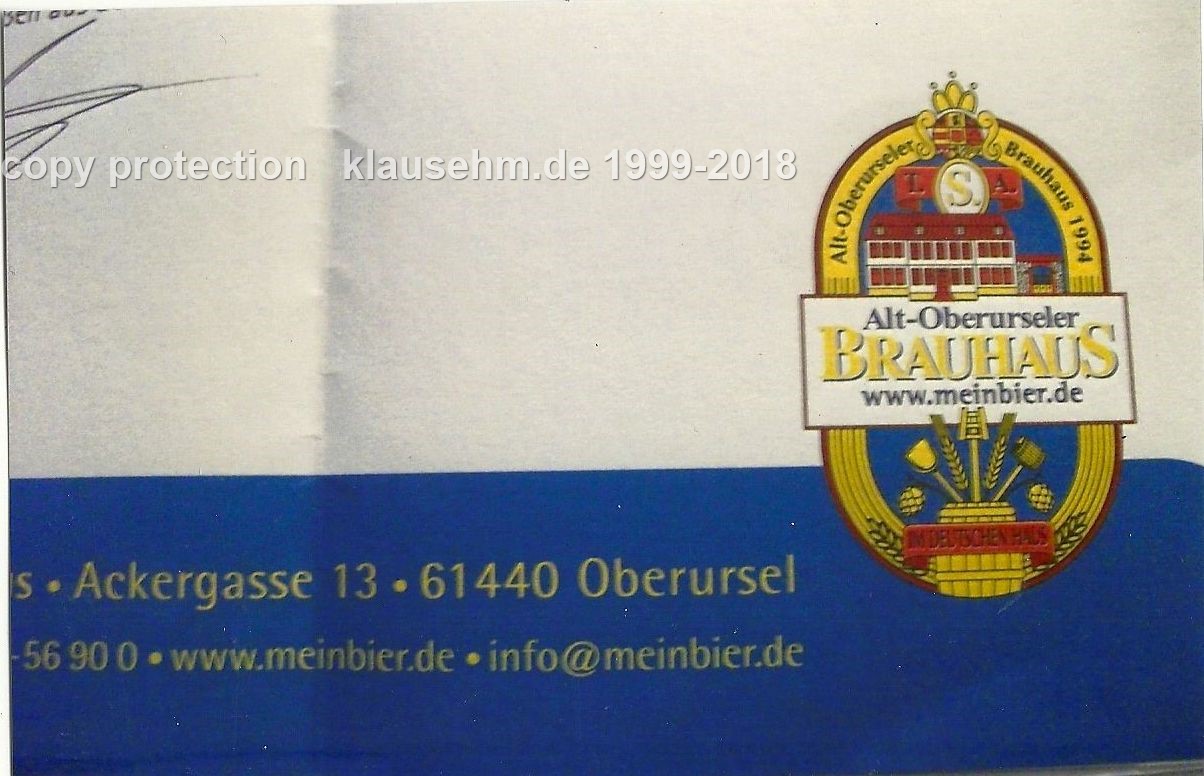 copy protection klausehm.de 1999-2018
Alt-Oberurseler Brauhaus 1994
T. S. A.
Alt-Oberurseler
BRAUHAUS
www.meinbier.de
IM DEUTSCHEN HAUS
s • Ackergasse 13 • 61440 Oberursel
-56 90 0 • www.meinbier.de • info@meinbier.de